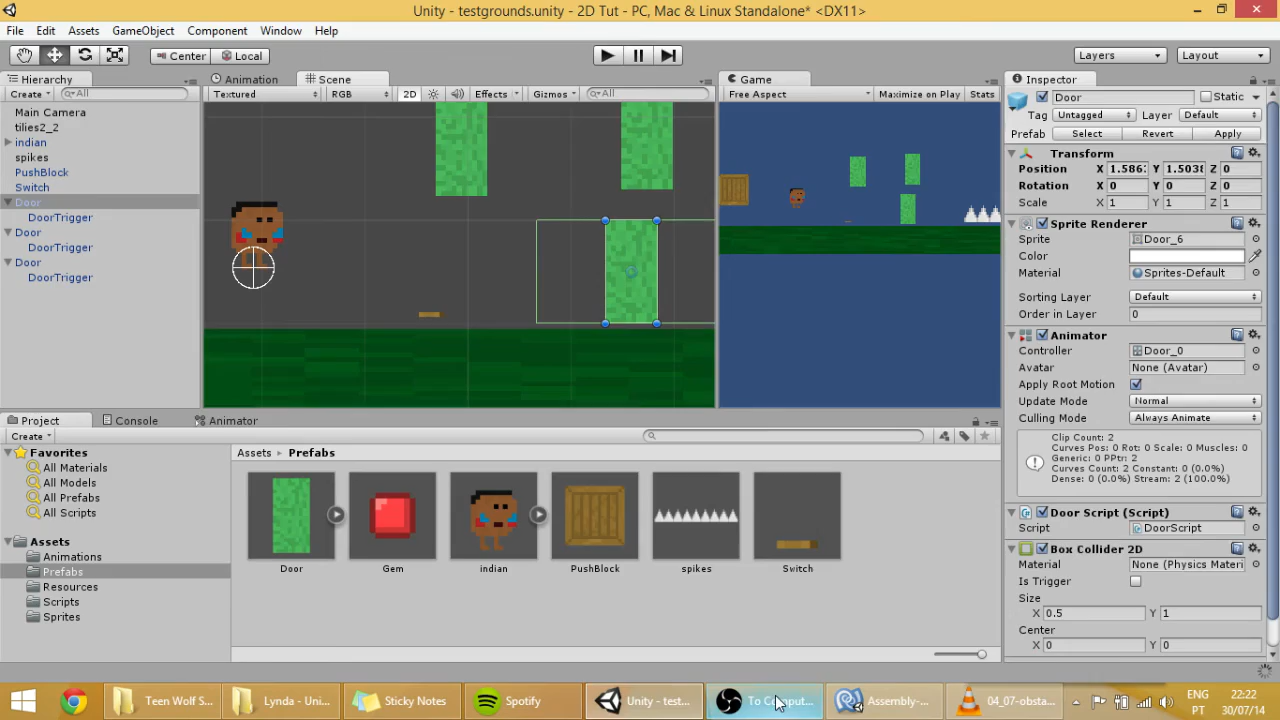 Unity - testgrounds.unity - 2D Tut - PC, Mac & Linux Standalone* <DX11>
File Edit Assets GameObject Component Window Help
Center Local Layers Layout
Hierarchy Animation Scene Game Inspector
Create All Textured RGB 2D Effects Gizmos All Free Aspect Maximize on Play Stats
Door Static
Tag Untagged Layer Default
Prefab Select Revert Apply
Main Camera
tilies2_2
indian
spikes
PushBlock
Switch
Door
DoorTrigger
Door
DoorTrigger
Door
DoorTrigger
Transform
Position X 1.586: Y 1.5038 Z 0
Rotation X 0 Y 0 Z 0
Scale X 1 Y 1 Z 1
Sprite Renderer
Sprite Door_6
Color
Material Sprites-Default
Sorting Layer Default
Order in Layer 0
Animator
Controller Door_0
Avatar None (Avatar)
Apply Root Motion
Update Mode Normal
Culling Mode Always Animate
Clip Count: 2
Curves Pos: 0 Rot: 0 Scale: 0 Muscles: 0
Generic: 0 PPtr: 2
Curves Count: 2 Constant: 0 (0.0%)
Dense: 0 (0.0%) Stream: 2 (100.0%)
Door Script (Script)
Script DoorScript
Box Collider 2D
Material None (Physics Materi
Is Trigger
Size
X 0.5 Y 1
Center
X 0 Y 0
Project Console Animator
Create
Favorites
All Materials
All Models
All Prefabs
All Scripts
Assets
Animations
Prefabs
Resources
Scripts
Sprites
Assets Prefabs
Door Gem indian PushBlock spikes Switch
Teen Wolf S... Lynda - Uni... Sticky Notes Spotify Unity - test... To Comput... Assembly-... 04_07-obsta...
ENG 22:22
PT 30/07/14